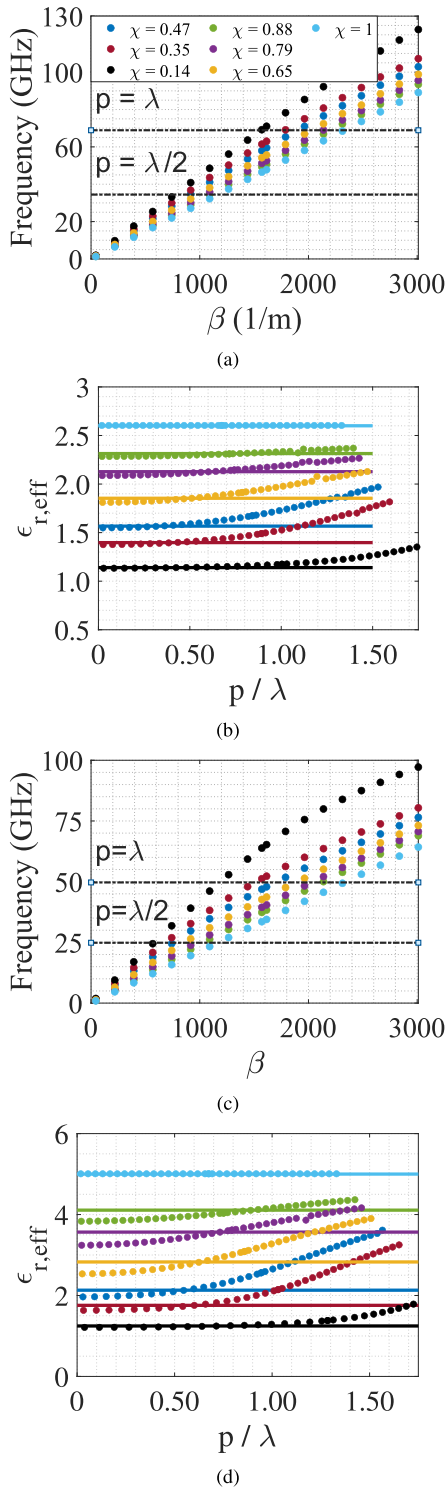 130
100
60
20
0
Frequency (GHz)
χ = 0.47 χ = 0.88 χ = 1
χ = 0.35 χ = 0.79
χ = 0.14 χ = 0.65
p = λ
p = λ/2
0 1000 2000 3000
β (1/m)
(a)
3
2.5
2.0
1.5
1.0
0.5
ϵr,eff
0 0.50 1.00 1.50
p / λ
(b)
100
75
50
25
0
Frequency (GHz)
p=λ
p=λ/2
0 1000 2000 3000
β
(c)
6
4
2
0
ϵr,eff
0 0.50 1.00 1.50
p / λ
(d)